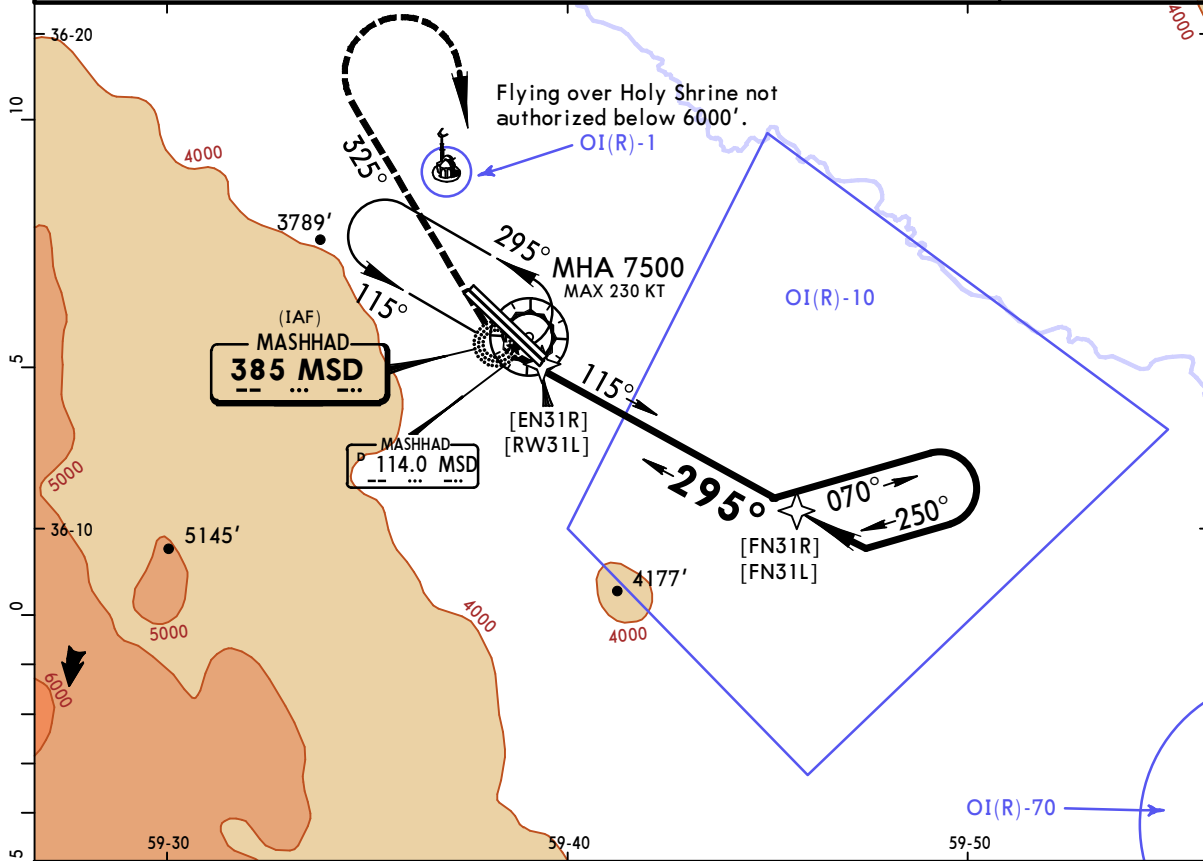 4000
36-20
10
Flying over Holy Shrine not
authorized below 6000'.
OI(R)-1
4000
325°
3789'
295°
MHA 7500
MAX 230 KT
OI(R)-10
115°
(IAF)
MASHHAD
385 MSD
-- ... -..
5
115°
[EN31R]
[RW31L]
MASHHAD
D 114.0 MSD
-- ... -..
5000
295°
070°
250°
36-10
5145'
[FN31R]
[FN31L]
4177'
0
5000
4000
4000
6000
OI(R)-70
5
59-30
59-40
59-50